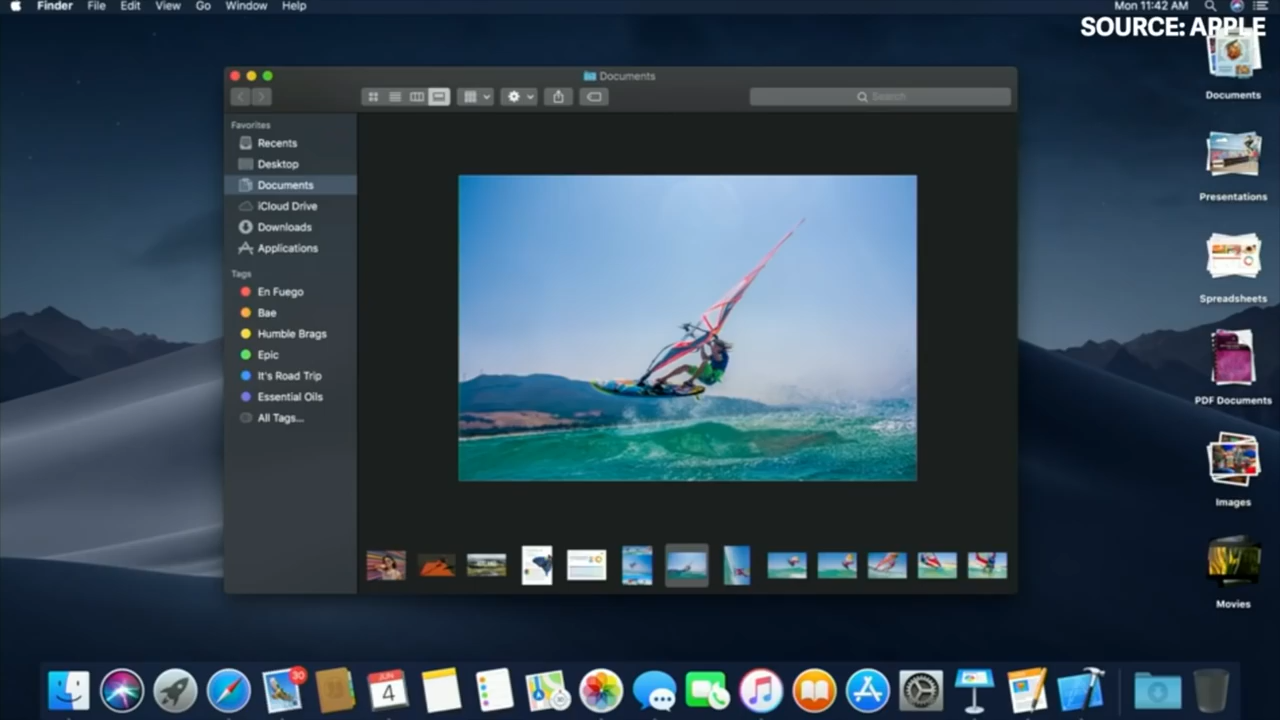 Finder File Edit View Go Window Help Mon 11:42 AM
SOURCE: APPLE
Documents
Search
Favorites
Recents
Desktop
Documents
iCloud Drive
Downloads
Applications
Tags
En Fuego
Bae
Humble Brags
Epic
It's Road Trip
Essential Oils
All Tags...
Documents
Presentations
Spreadsheets
PDF Documents
Images
Movies
30
JUN
4